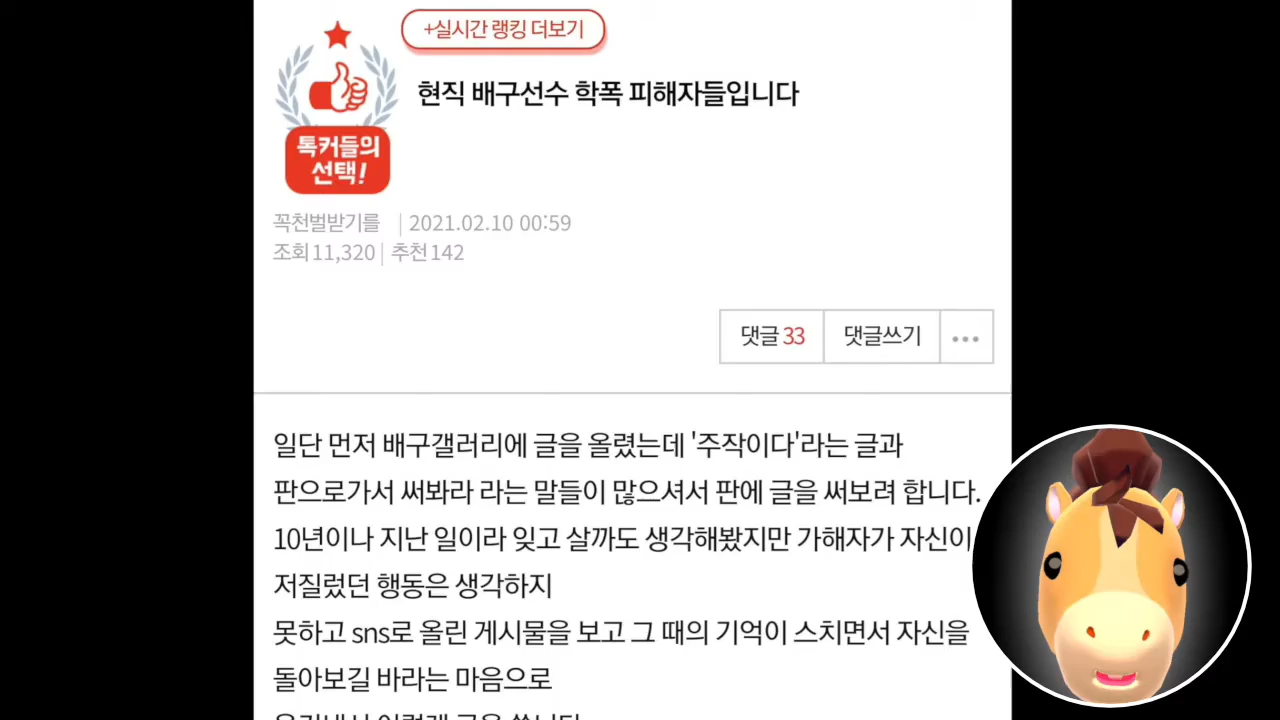 +실시간 랭킹 더보기
현직 배구선수 학폭 피해자들입니다
톡커들의
선택!
꼭천벌받기를 | 2021.02.10 00:59
조회 11,320 | 추천 142
댓글 33 댓글쓰기
일단 먼저 배구갤러리에 글을 올렸는데 '주작이다'라는 글과
판으로가서 써봐라 라는 말들이 많으셔서 판에 글을 써보려 합니다.
10년이나 지난 일이라 잊고 살까도 생각해봤지만 가해자가 자신이
저질렀던 행동은 생각하지
못하고 sns로 올린 게시물을 보고 그 때의 기억이 스치면서 자신을
돌아보길 바라는 마음으로